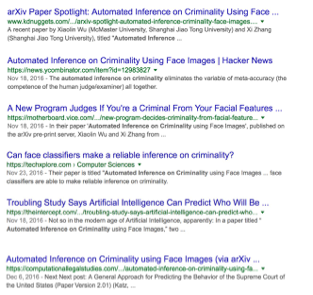 arXiv Paper Spotlight: Automated Inference on Criminality Using Face ...
www.kdnuggets.com/.../arxiv-spotlight-automated-inference-criminality-face-images.... ▼
A recent paper by Xiaolin Wu (McMaster University, Shanghai Jiao Tong University) and Xi Zhang
(Shanghai Jiao Tong University), titled "Automated Inference ...
Automated Inference on Criminality Using Face Images | Hacker News
https://news.ycombinator.com/item?id=12983827 ▼
Nov 18, 2016 - The automated inference on criminality eliminates the variable of meta-accuracy (the
competence of the human judge/examiner) all together.
A New Program Judges If You're a Criminal From Your Facial Features ...
https://motherboard.vice.com/.../new-program-decides-criminality-from-facial-feature... ▼
Nov 18, 2016 - In their paper 'Automated Inference on Criminality using Face Images', published on
the arXiv pre-print server, Xiaolin Wu and Xi Zhang from ...
Can face classifiers make a reliable inference on criminality?
https://techxplore.com › Computer Sciences ▼
Nov 23, 2016 - Their paper is titled "Automated Inference on Criminality using Face Images ... face
classifiers are able to make reliable inference on criminality.
Troubling Study Says Artificial Intelligence Can Predict Who Will Be ...
https://theintercept.com/.../troubling-study-says-artificial-intelligence-can-predict-who... ▼
Nov 18, 2016 - Not so in the modern age of Artificial Intelligence, apparently: In a paper titled "
Automated Inference on Criminality using Face Images," two ...
Automated Inference on Criminality using Face Images (via arXiv ...
https://computationallegalstudies.com/.../automated-inference-on-criminality-using-fa... ▼
Dec 6, 2016 - Next Next post: A General Approach for Predicting the Behavior of the Supreme Court of
the United States (Paper Version 2.01) (Katz, ...